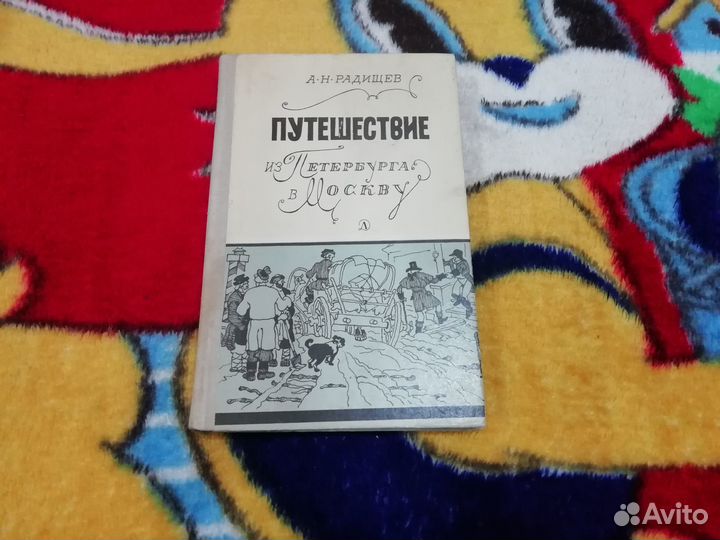 А·Н·РАДИЩЕВ
ПУТЕШЕСТВИЕ
ИЗ ПЕТЕРБУРГА
В МОСКВУ
Д
Avito